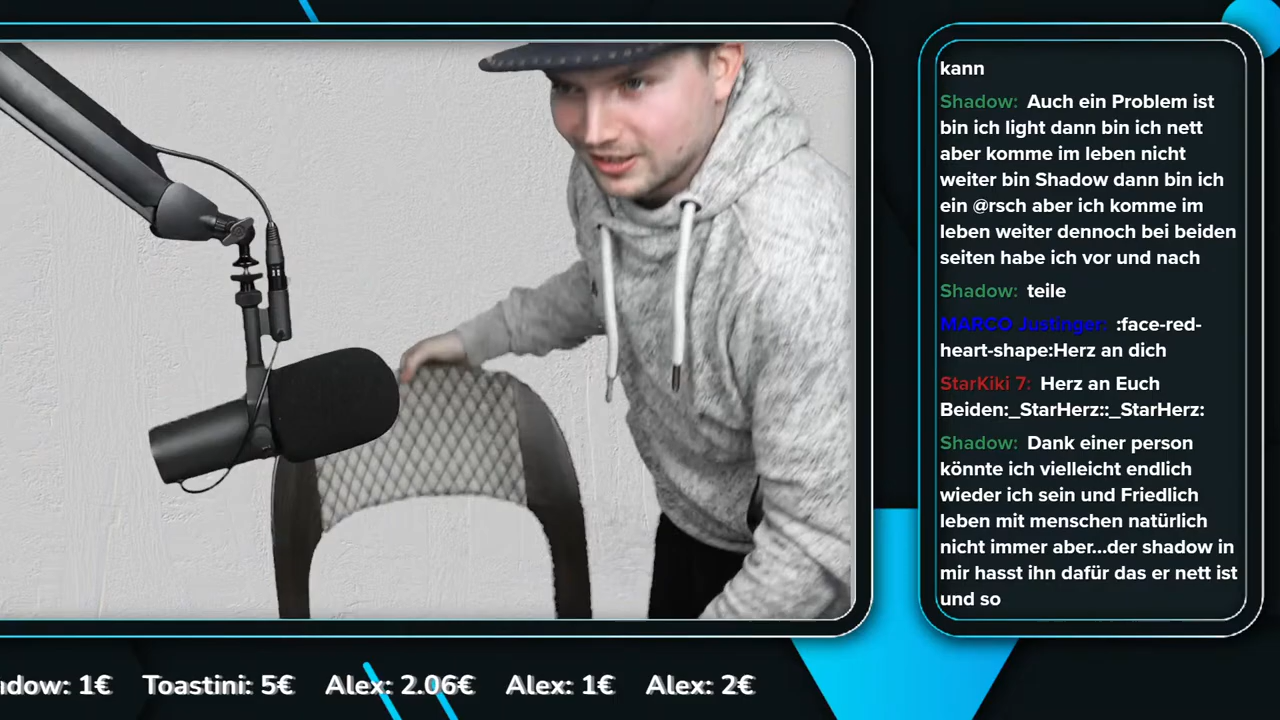 kann
Shadow: Auch ein Problem ist
bin ich light dann bin ich nett
aber komme im leben nicht
weiter bin Shadow dann bin ich
ein @rsch aber ich komme im
leben weiter dennoch bei beiden
seiten habe ich vor und nach
Shadow: teile
MARCO Justinger: :face-red-
heart-shape:Herz an dich
StarKiki 7: Herz an Euch
Beiden:_StarHerz::_StarHerz:
Shadow: Dank einer person
könnte ich vielleicht endlich
wieder ich sein und Friedlich
leben mit menschen natürlich
nicht immer aber...der shadow in
mir hasst ihn dafür das er nett ist
und so
adow: 1€ Toastini: 5€ Alex: 2.06€ Alex: 1€ Alex: 2€